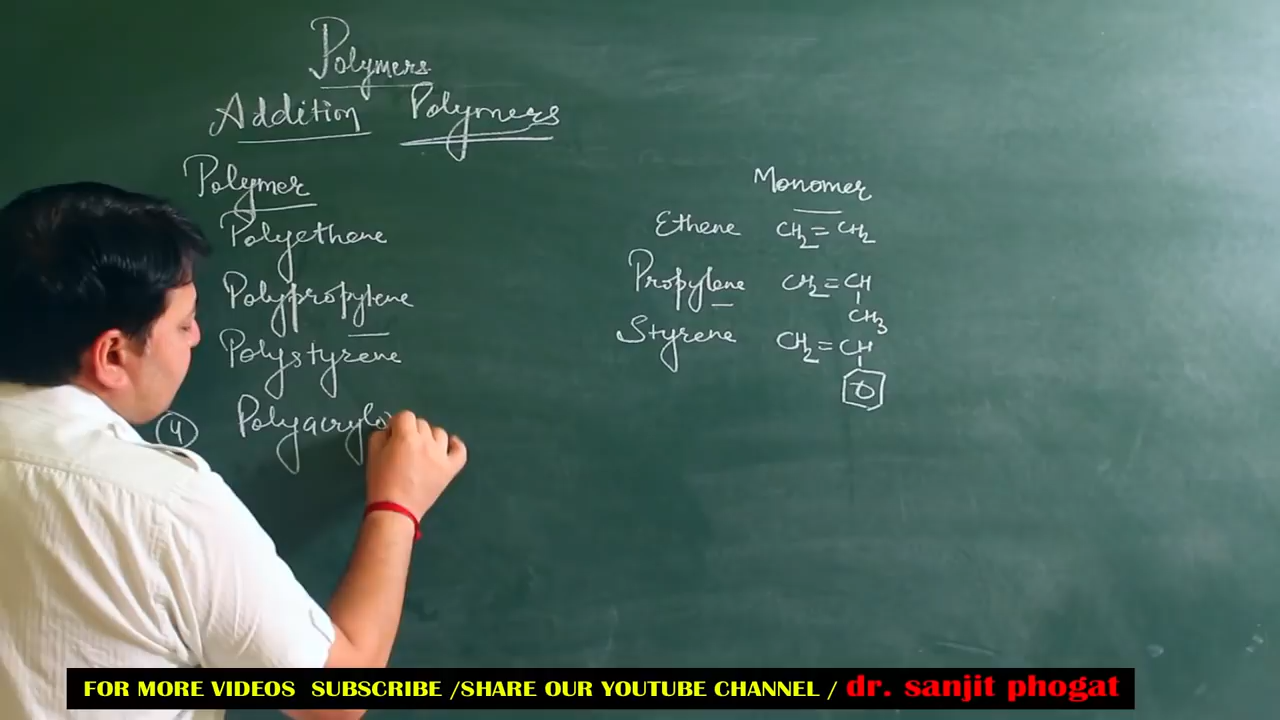 Polymers
Addition Polymers
Polymer Monomer
Polyethene Ethene CH2=CH2
Polypropylene Propylene CH2=CH
CH3
Polystyrene Styrene CH2=CH
4 Polyacrylo
FOR MORE VIDEOS SUBSCRIBE /SHARE OUR YOUTUBE CHANNEL / dr. sanjit phogat